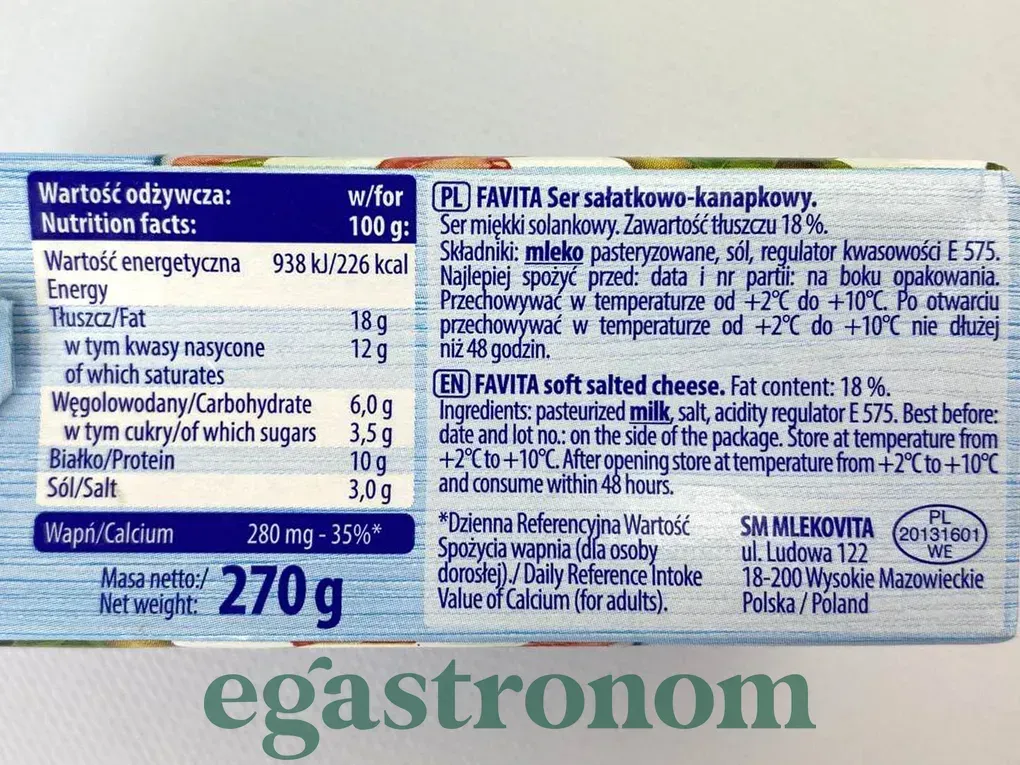 Wartość odżywcza: w/for
Nutrition facts: 100 g:
Wartość energetyczna 938 kJ/226 kcal
Energy
Tłuszcz/Fat 18 g
w tym kwasy nasycone 12 g
of which saturates
Węgolowodany/Carbohydrate 6,0 g
w tym cukry/of which sugars 3,5 g
Białko/Protein 10 g
Sól/Salt 3,0 g
Wapń/Calcium 280 mg - 35%*
Masa netto:/
Net weight: 270 g
PL FAVITA Ser sałatkowo-kanapkowy.
Ser miękki solankowy. Zawartość tłuszczu 18 %.
Składniki: mleko pasteryzowane, sól, regulator kwasowości E 575.
Najlepiej spożyć przed: data i nr partii: na boku opakowania.
Przechowywać w temperaturze od +2°C do +10°C. Po otwarciu
przechowywać w temperaturze od +2°C do +10°C nie dłużej
niż 48 godzin.
EN FAVITA soft salted cheese. Fat content: 18 %.
Ingredients: pasteurized milk, salt, acidity regulator E 575. Best before:
date and lot no.: on the side of the package. Store at temperature from
+2°C to +10°C. After opening store at temperature from +2°C to +10°C
and consume within 48 hours.
*Dzienna Referencyjna Wartość
Spożycia wapnia (dla osoby
dorosłej)./ Daily Reference Intoke
Value of Calcium (for adults).
SM MLEKOVITA
ul. Ludowa 122
18-200 Wysokie Mazowieckie
Polska / Poland
PL
20131601
WE
egastronom